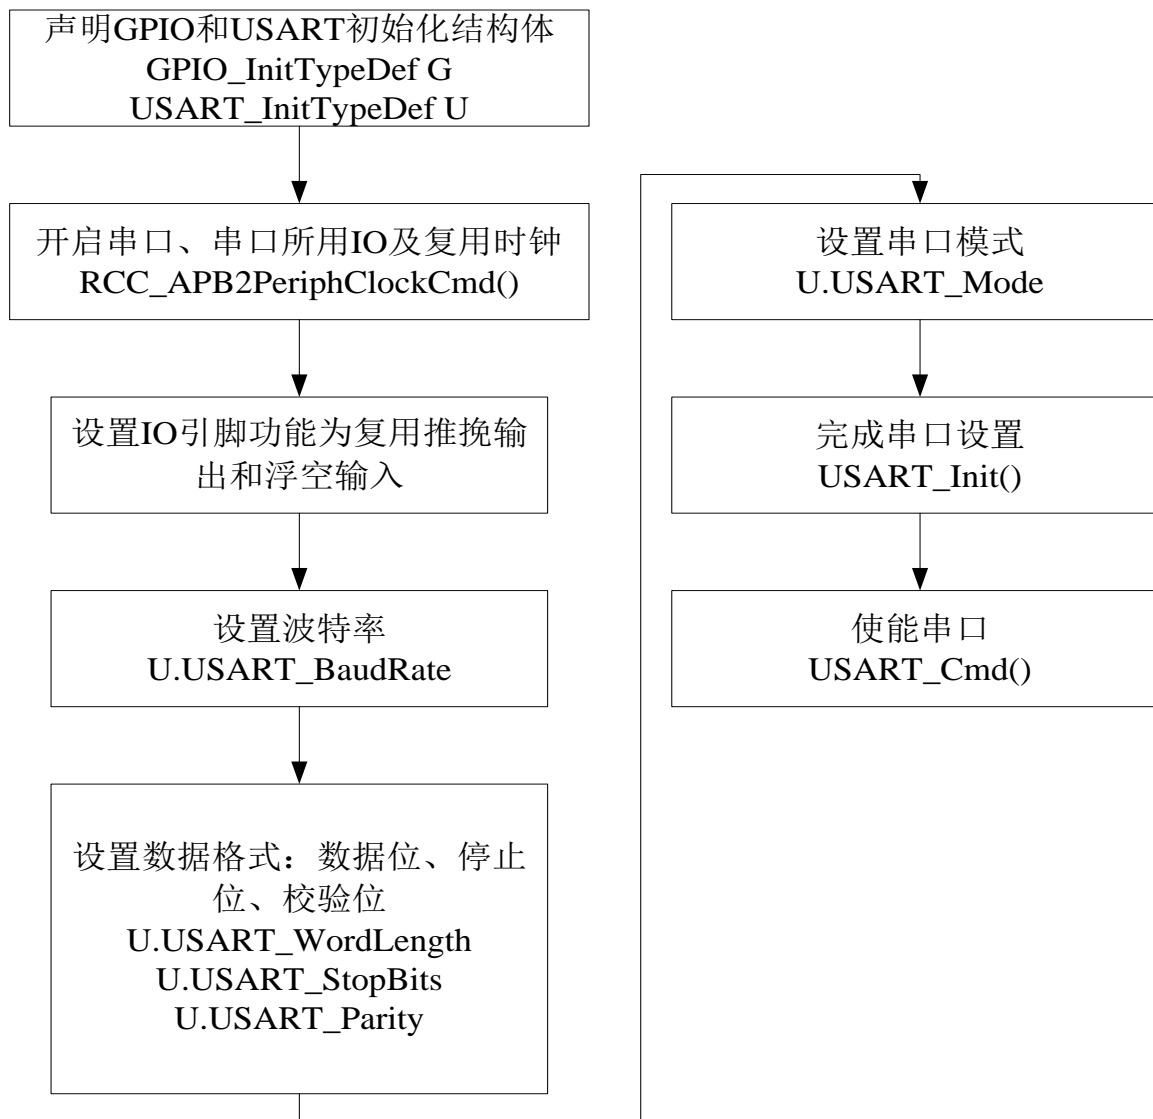 声明GPIO和USART初始化结构体
GPIO_InitTypeDef G
USART_InitTypeDef U
开启串口、串口所用IO及复用时钟
RCC_APB2PeriphClockCmd()
设置IO引脚功能为复用推挽输
出和浮空输入
设置波特率
U.USART_BaudRate
设置数据格式：数据位、停止
位、校验位
U.USART_WordLength
U.USART_StopBits
U.USART_Parity
设置串口模式
U.USART_Mode
完成串口设置
USART_Init()
使能串口
USART_Cmd()